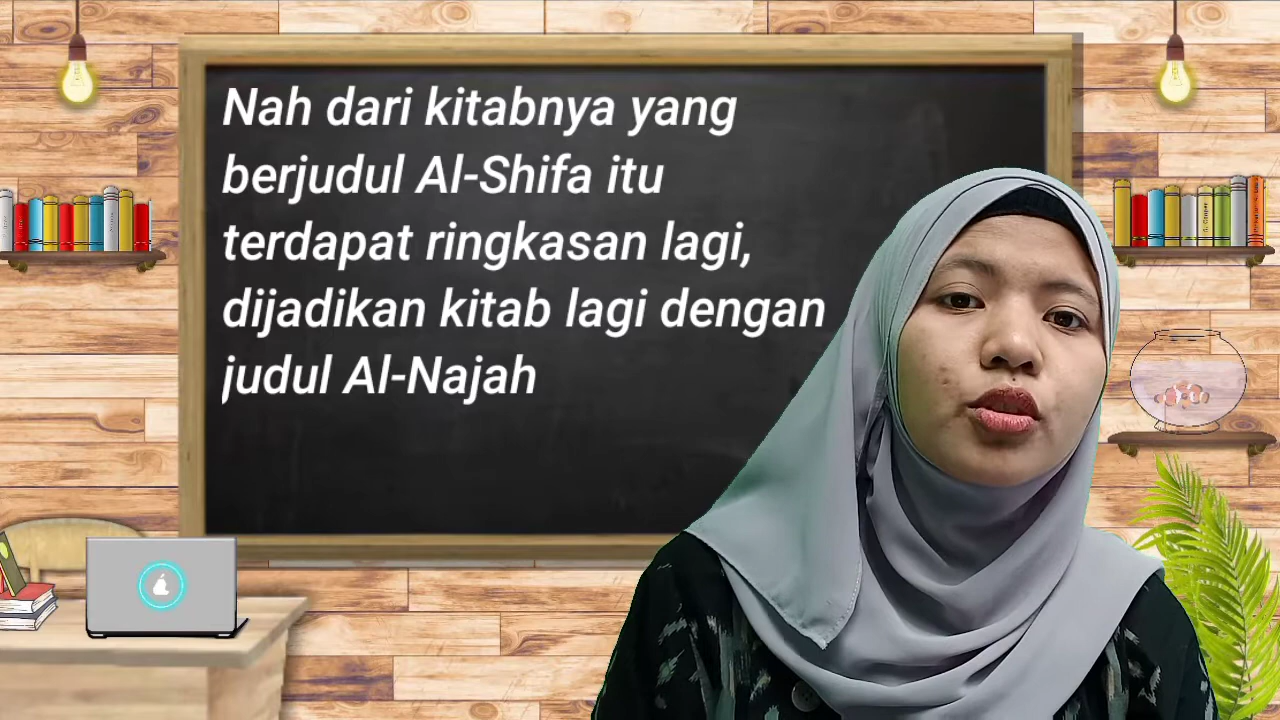 Nah dari kitabnya yang
berjudul Al-Shifa itu
terdapat ringkasan lagi,
dijadikan kitab lagi dengan
judul Al-Najah